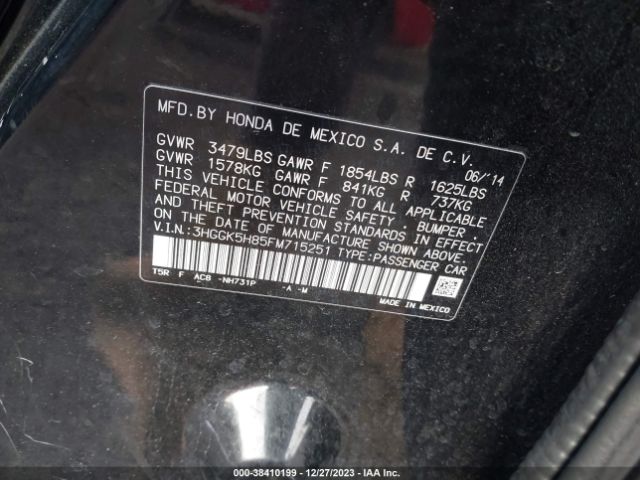 MFD.BY HONDA DE MEXICO S.A. DE C.V.
06/'14
GVWR 3479LBS GAWR F 1854LBS R 1625LBS
GVWR 1578KG GAWR F 841KG R 737KG
THIS VEHICLE CONFORMS TO ALL APPLICABLE
FEDERAL MOTOR VEHICLE SAFETY, BUMPER
AND THEFT PREVENTION STANDARDS IN EFFECT
ON THE DATE OF MANUFACTURE SHOWN ABOVE.
V.I.N.:3HGGK5H85FM715251 TYPE:PASSENGER CAR
T5R F AC8 -NH731P -A -M MADE IN MEXICO
000-38410199 — 12/27/2023 — IAA Inc.